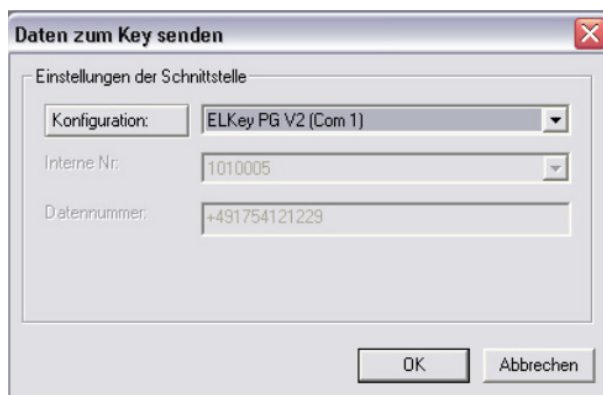 Daten zum Key senden
Einstellungen der Schnittstelle
Konfiguration: ELKey PG V2 (Com 1)
Interne Nr: 1010005
Datennummer: +491754121229
OK Abbrechen